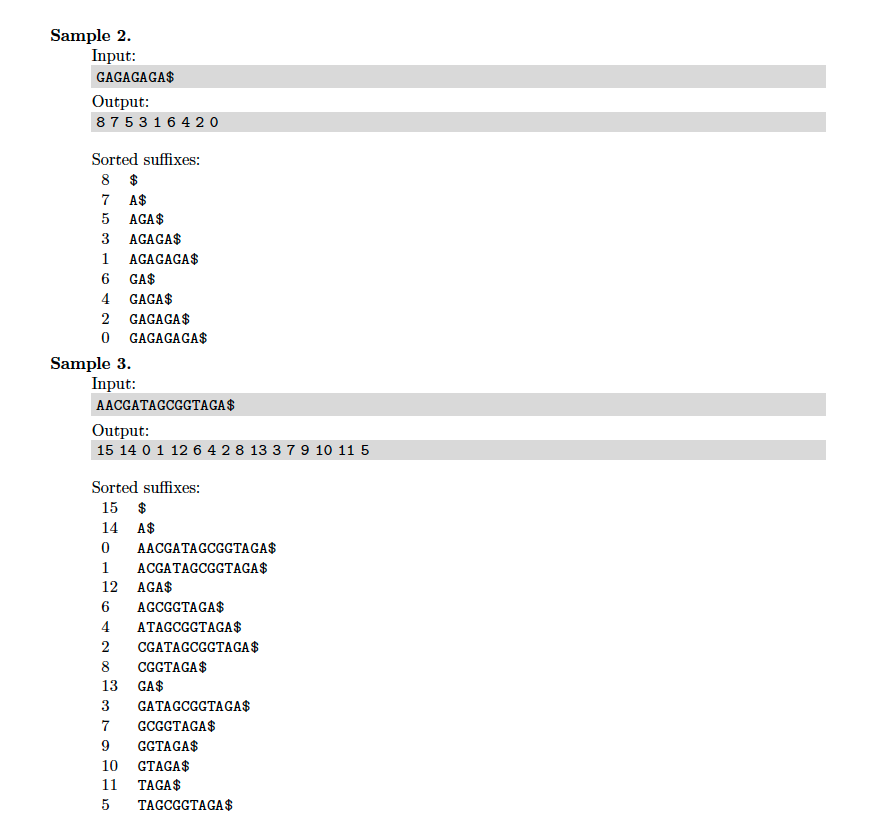 Sample 2.
Input:
GAGAGAGA$
Output:
8 7 5 3 1 6 4 2 0
Sorted suffixes:
8 $
7 A$
5 AGA$
3 AGAGA$
1 AGAGAGA$
6 GA$
4 GAGA$
2 GAGAGA$
0 GAGAGAGA$
Sample 3.
Input:
AACGATAGCGGTAGA$
Output:
15 14 0 1 12 6 4 2 8 13 3 7 9 10 11 5
Sorted suffixes:
15 $
14 A$
0 AACGATAGCGGTAGA$
1 ACGATAGCGGTAGA$
12 AGA$
6 AGCGGTAGA$
4 ATAGCGGTAGA$
2 CGATAGCGGTAGA$
8 CGGTAGA$
13 GA$
3 GATAGCGGTAGA$
7 GCGGTAGA$
9 GGTAGA$
10 GTAGA$
11 TAGA$
5 TAGCGGTAGA$